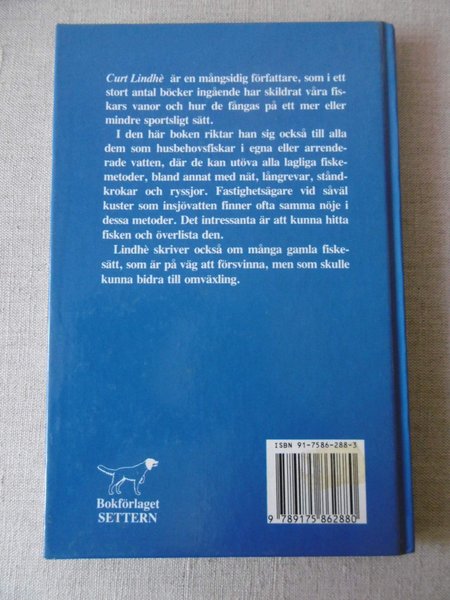 Curt Lindhè är en mångsidig författare, som i ett
stort antal böcker ingående har skildrat våra fis-
kars vanor och hur de fångas på ett mer eller
mindre sportsligt sätt.
I den här boken riktar han sig också till alla
dem som husbehovsfiskar i egna eller arrende-
rade vatten, där de kan utöva alla lagliga fiske-
metoder, bland annat med nät, långrevar, stånd-
krokar och ryssjor. Fastighetsägare vid såväl
kuster som insjövatten finner ofta samma nöje i
dessa metoder. Det intressanta är att kunna hitta
fisken och överlista den.
Lindhè skriver också om många gamla fiske-
sätt, som är på väg att försvinna, men som skulle
kunna bidra till omväxling.
ISBN 91-7586-288-3
9 789175 862880
Bokförlaget
SETTERN